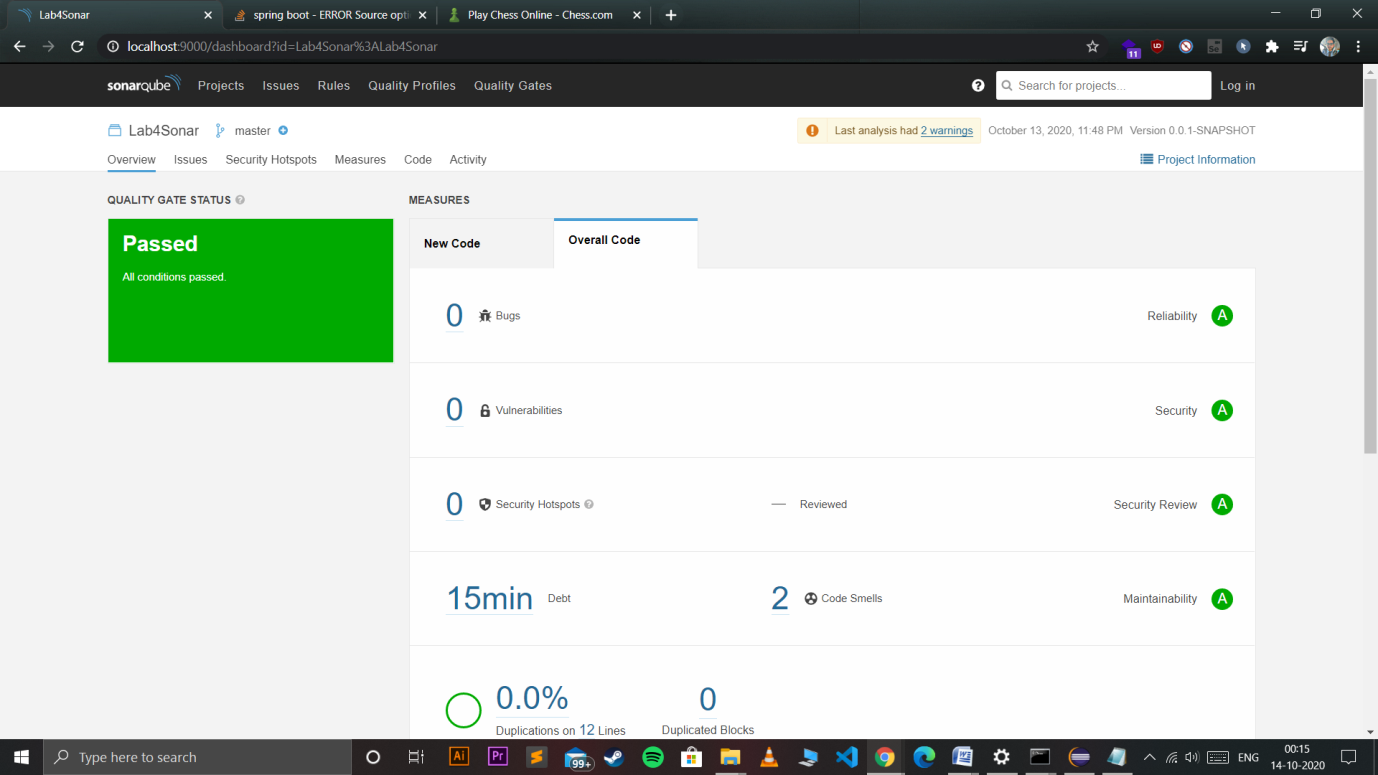 Lab4Sonar
spring boot - ERROR Source opti
Play Chess Online - Chess.com
localhost:9000/dashboard?id=Lab4Sonar%3ALab4Sonar
11
sonarqube Projects Issues Rules Quality Profiles Quality Gates Search for projects... Log in
Lab4Sonar master Last analysis had 2 warnings October 13, 2020, 11:48 PM Version 0.0.1-SNAPSHOT
Overview Issues Security Hotspots Measures Code Activity Project Information
QUALITY GATE STATUS MEASURES
Passed
All conditions passed.
New Code Overall Code
0 Bugs Reliability A
0 Vulnerabilities Security A
0 Security Hotspots — Reviewed Security Review A
15min Debt 2 Code Smells Maintainability A
0.0% 0
Duplications on 12 Lines Duplicated Blocks
Type here to search Ai Pr 99+ ENG 00:15
14-10-2020